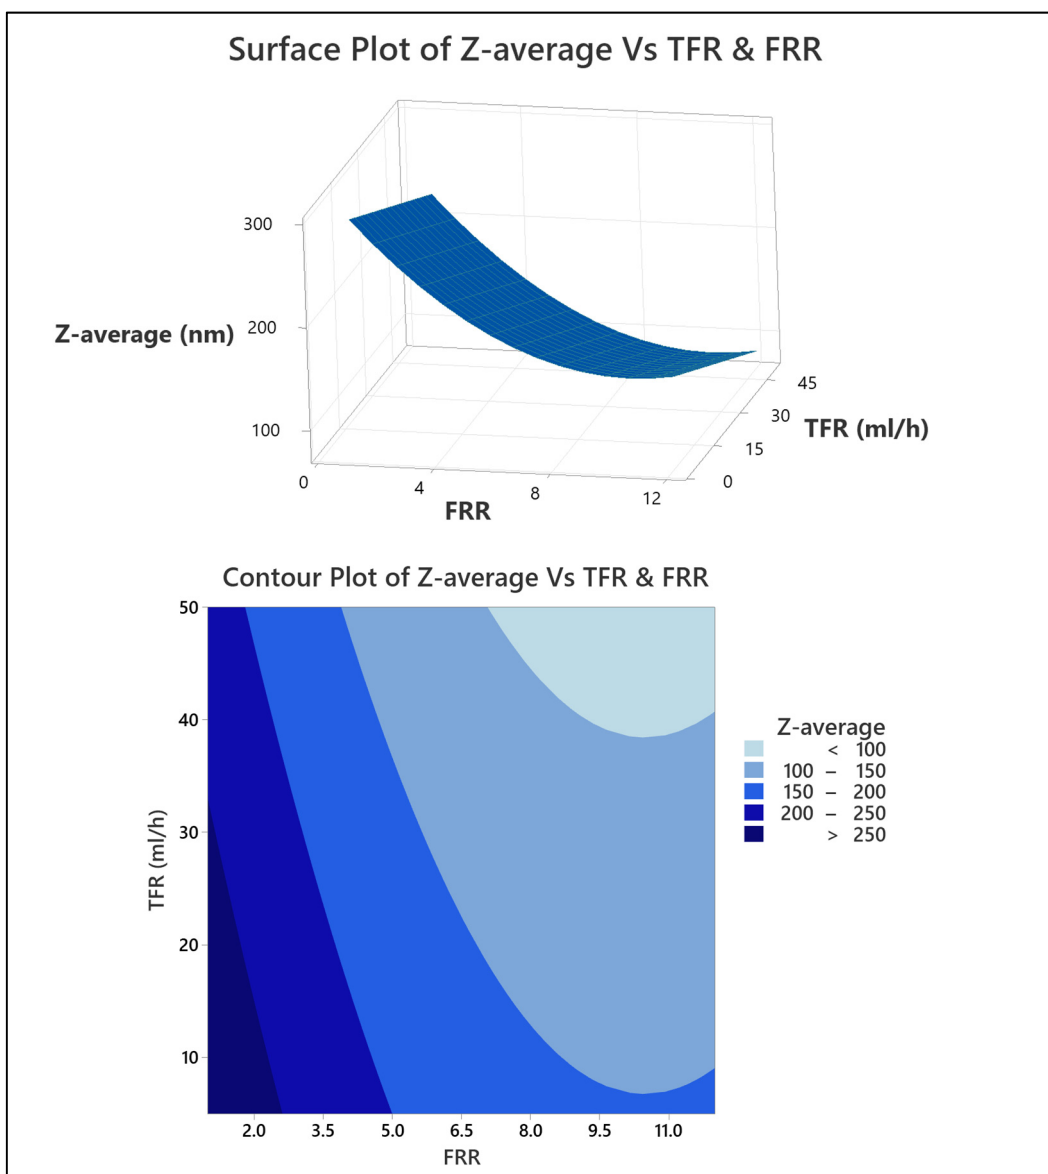 Surface Plot of Z-average Vs TFR & FRR
300
200
100
Z-average (nm)
0
4
8
12
FRR
45
30
15
0
TFR (ml/h)
Contour Plot of Z-average Vs TFR & FRR
50
40
30
20
10
TFR (ml/h)
2.0 3.5 5.0 6.5 8.0 9.5 11.0
FRR
Z-average
< 100
100 – 150
150 – 200
200 – 250
> 250